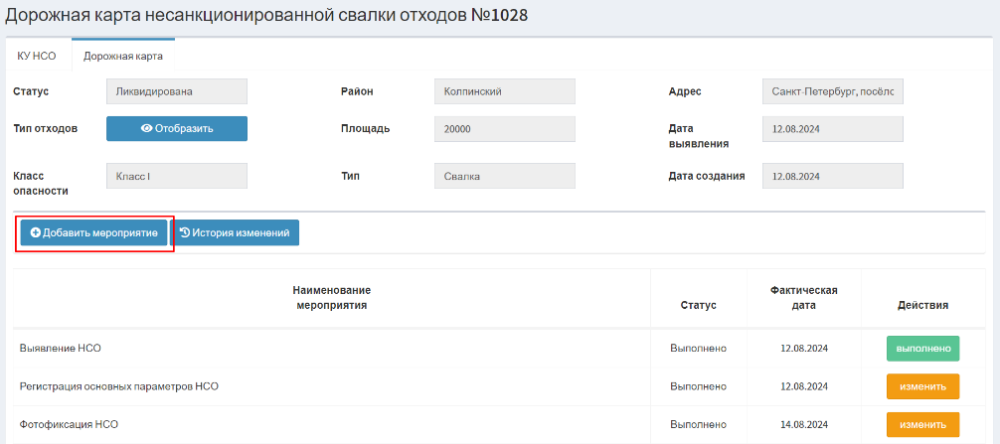 Дорожная карта несанкционированной свалки отходов №1028
КУ НСО Дорожная карта
Статус Ликвидирована Район Колпинский Адрес Санкт-Петербург, посёлс
Тип отходов Отобразить Площадь 20000 Дата выявления 12.08.2024
Класс опасности Класс I Тип Свалка Дата создания 12.08.2024
Добавить мероприятие История изменений
Наименование мероприятия Статус Фактическая дата Действия
Выявление НСО Выполнено 12.08.2024 выполнено
Регистрация основных параметров НСО Выполнено 12.08.2024 изменить
Фотофиксация НСО Выполнено 14.08.2024 изменить